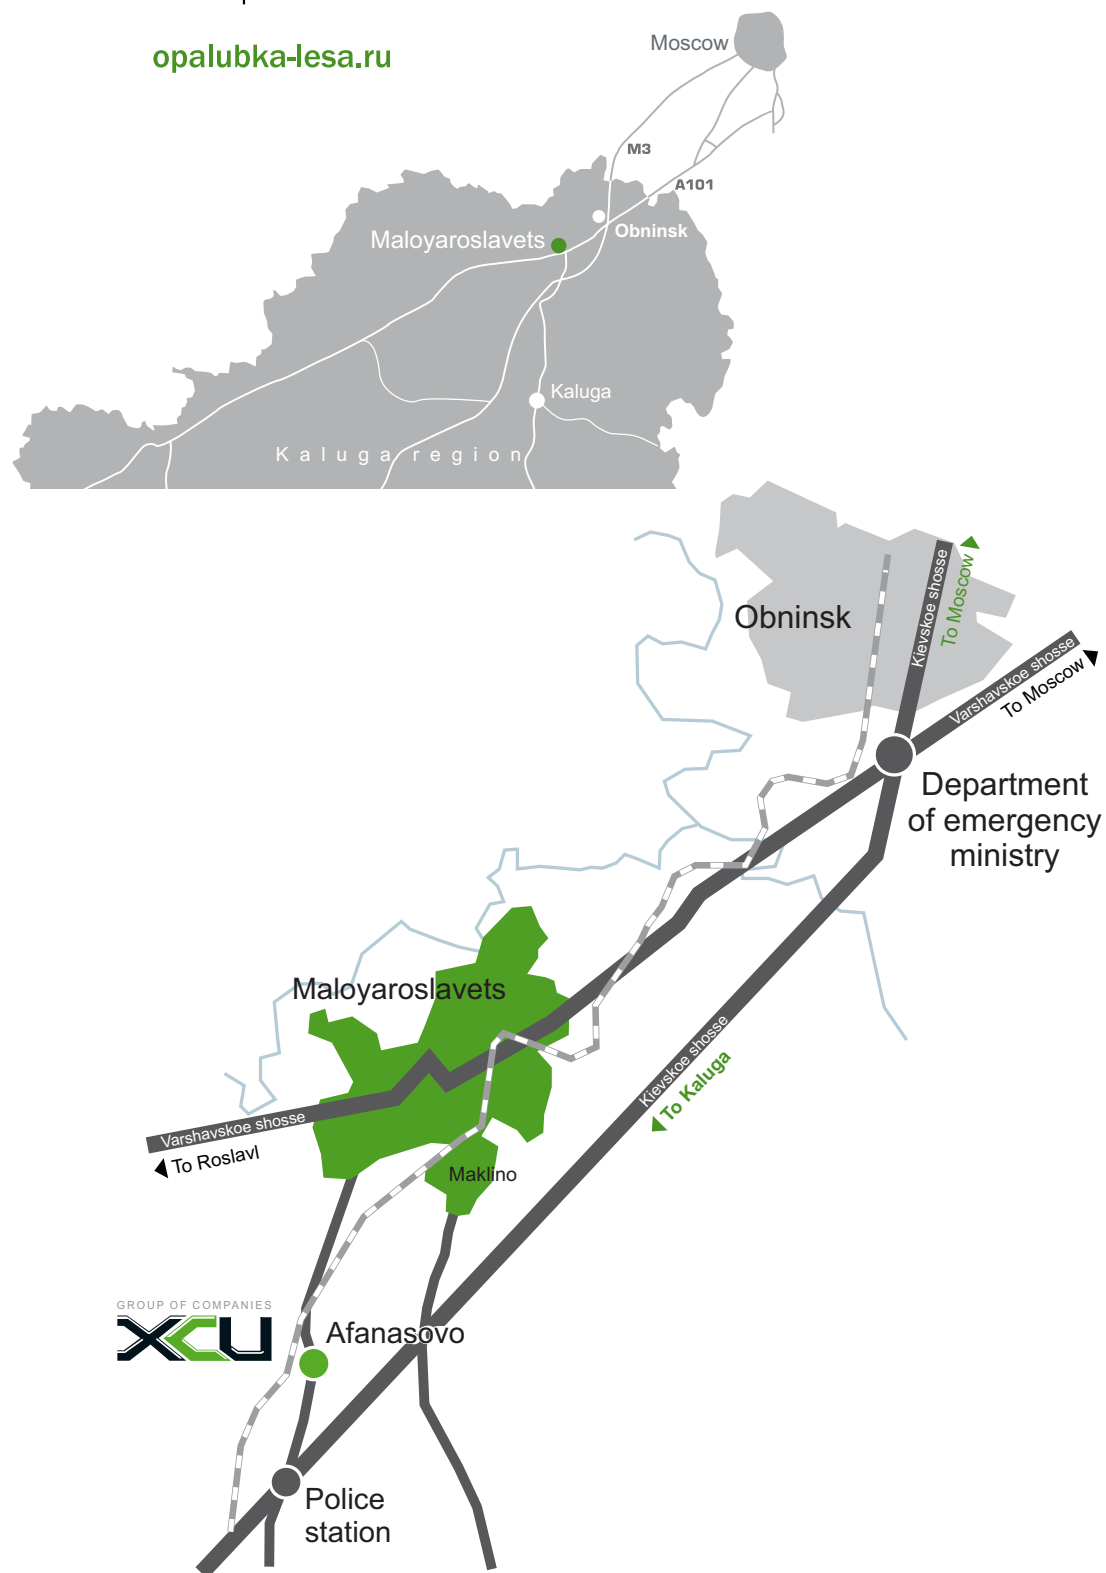 opalubka-lesa.ru
Moscow
M3
A101
Obninsk
Maloyaroslavets
Kaluga
Kaluga region
Obninsk
Kievskoe shosse
To Moscow
Varshavskoe shosse
To Moscow
Department
of emergency
ministry
Maloyaroslavets
Kievskoe shosse
To Kaluga
Varshavskoe shosse
To Roslavl
Maklino
GROUP OF COMPANIES
XCU
Afanasovo
Police
station